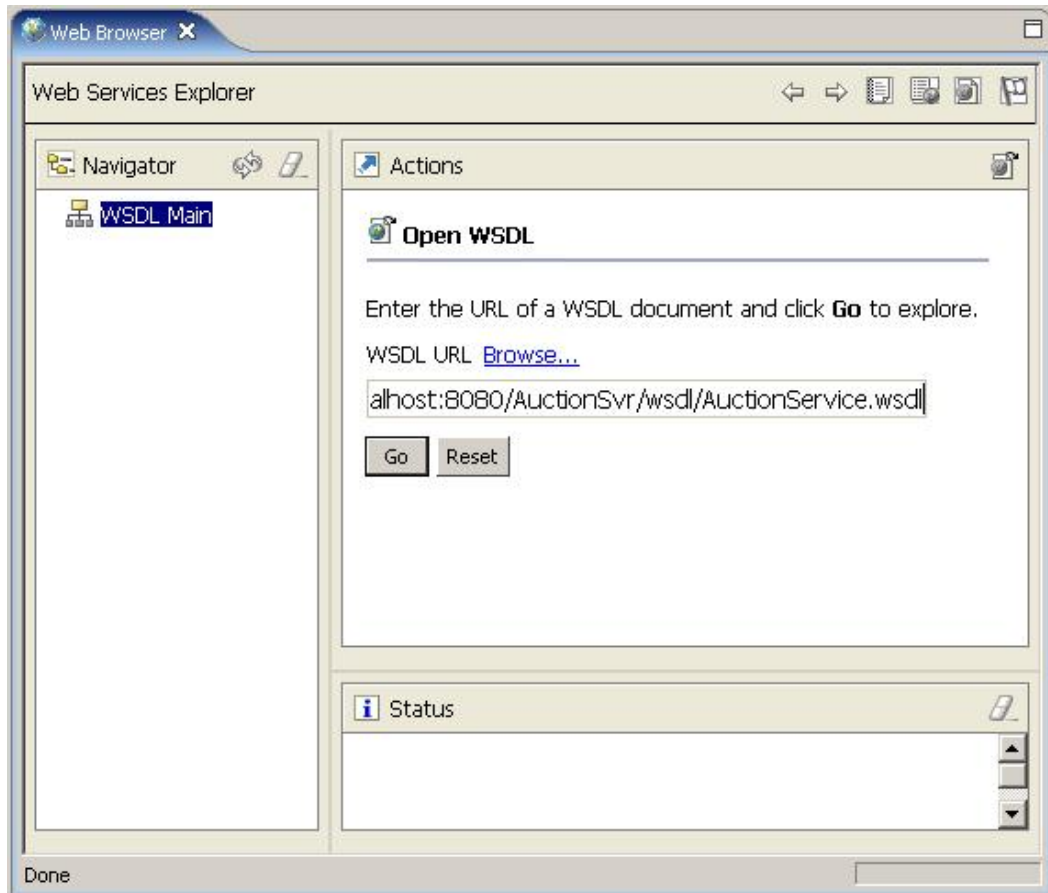 Web Browser
Web Services Explorer
Navigator
WSDL Main
Actions
Open WSDL
Enter the URL of a WSDL document and click Go to explore.
WSDL URL Browse...
alhost:8080/AuctionSvr/wsdl/AuctionService.wsdl
Go Reset
Status
Done